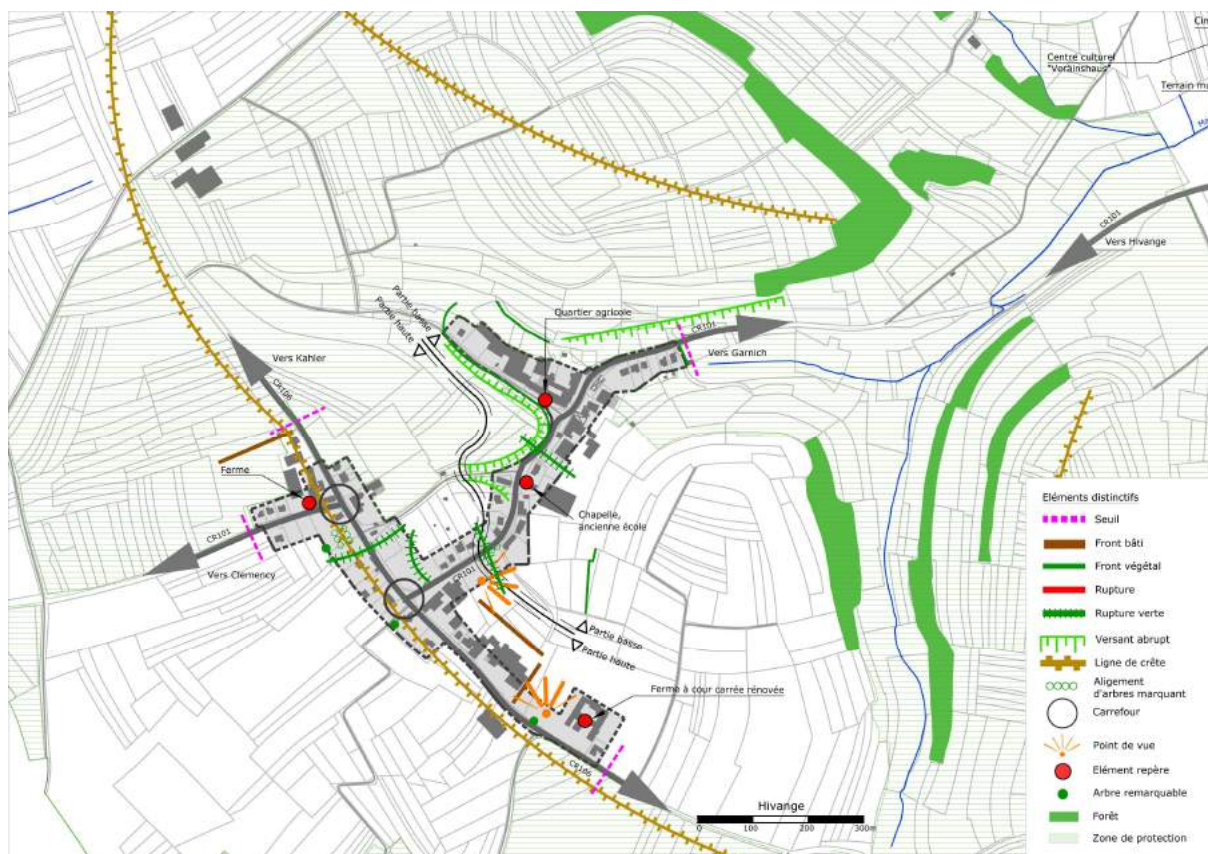 Centre culturel
"Vorainshaus"
CR101
Vers Hivange
Partie basse
Partie haute
Quartier agricole
CR101
Vers Garnich
Vers Kahler
CR106
Ferme
Chapelle,
ancienne école
CR101
Vers Clemency
CR101
Partie basse
Partie haute
Ferme à cour carrée rénovée
CR106
Hivange
0 100 200 300m
Eléments distinctifs
Seuil
Front bâti
Front végétal
Rupture
Rupture verte
Versant abrupt
Ligne de crête
Aligement
d'arbres marquant
Carrefour
Point de vue
Elément repère
Arbre remarquable
Forêt
Zone de protection